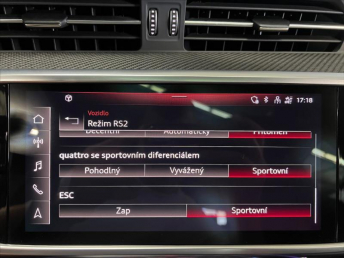 Vozidlo
17:18
Režim RS2
Decentní Automatický Přítomen
quattro se sportovním diferenciálem
Pohodlný Vyvážený Sportovní
ESC
Zap Sportovní